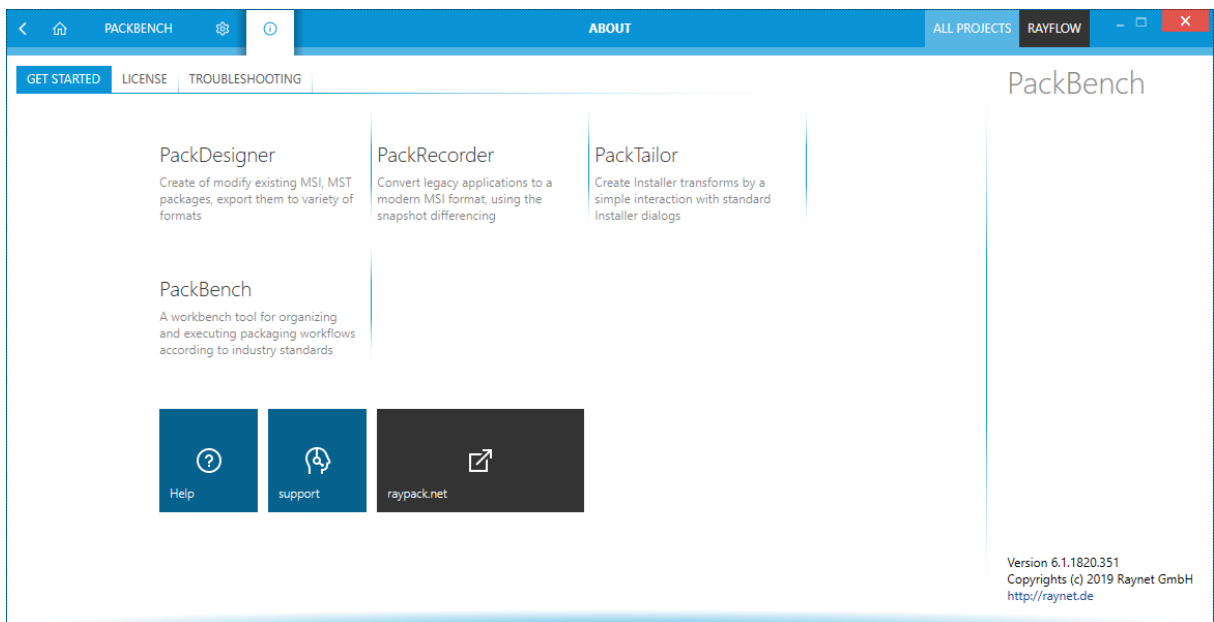 PACKBENCH
ABOUT
ALL PROJECTS
RAYFLOW
GET STARTED
LICENSE
TROUBLESHOOTING
PackBench
PackDesigner
Create of modify existing MSI, MST
packages, export them to variety of
formats
PackRecorder
Convert legacy applications to a
modern MSI format, using the
snapshot differencing
PackTailor
Create Installer transforms by a
simple interaction with standard
Installer dialogs
PackBench
A workbench tool for organizing
and executing packaging workflows
according to industry standards
Help
support
raypack.net
Version 6.1.1820.351
Copyrights (c) 2019 Raynet GmbH
http://raynet.de